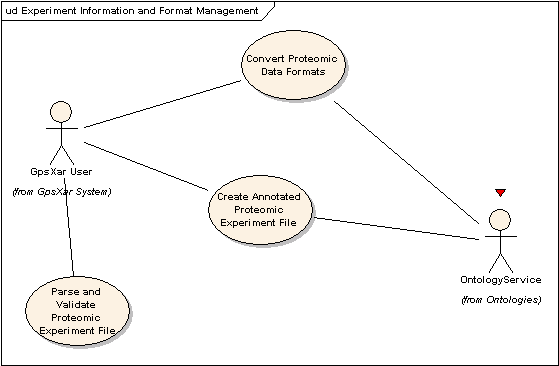 ud Experiment Information and Format Management
Convert Proteomic
Data Formats
GpsXar User
(from GpsXar System)
Create Annotated
Proteomic
Experiment File
OntologyService
(from Ontologies)
Parse and
Validate
Proteomic
Experiment File